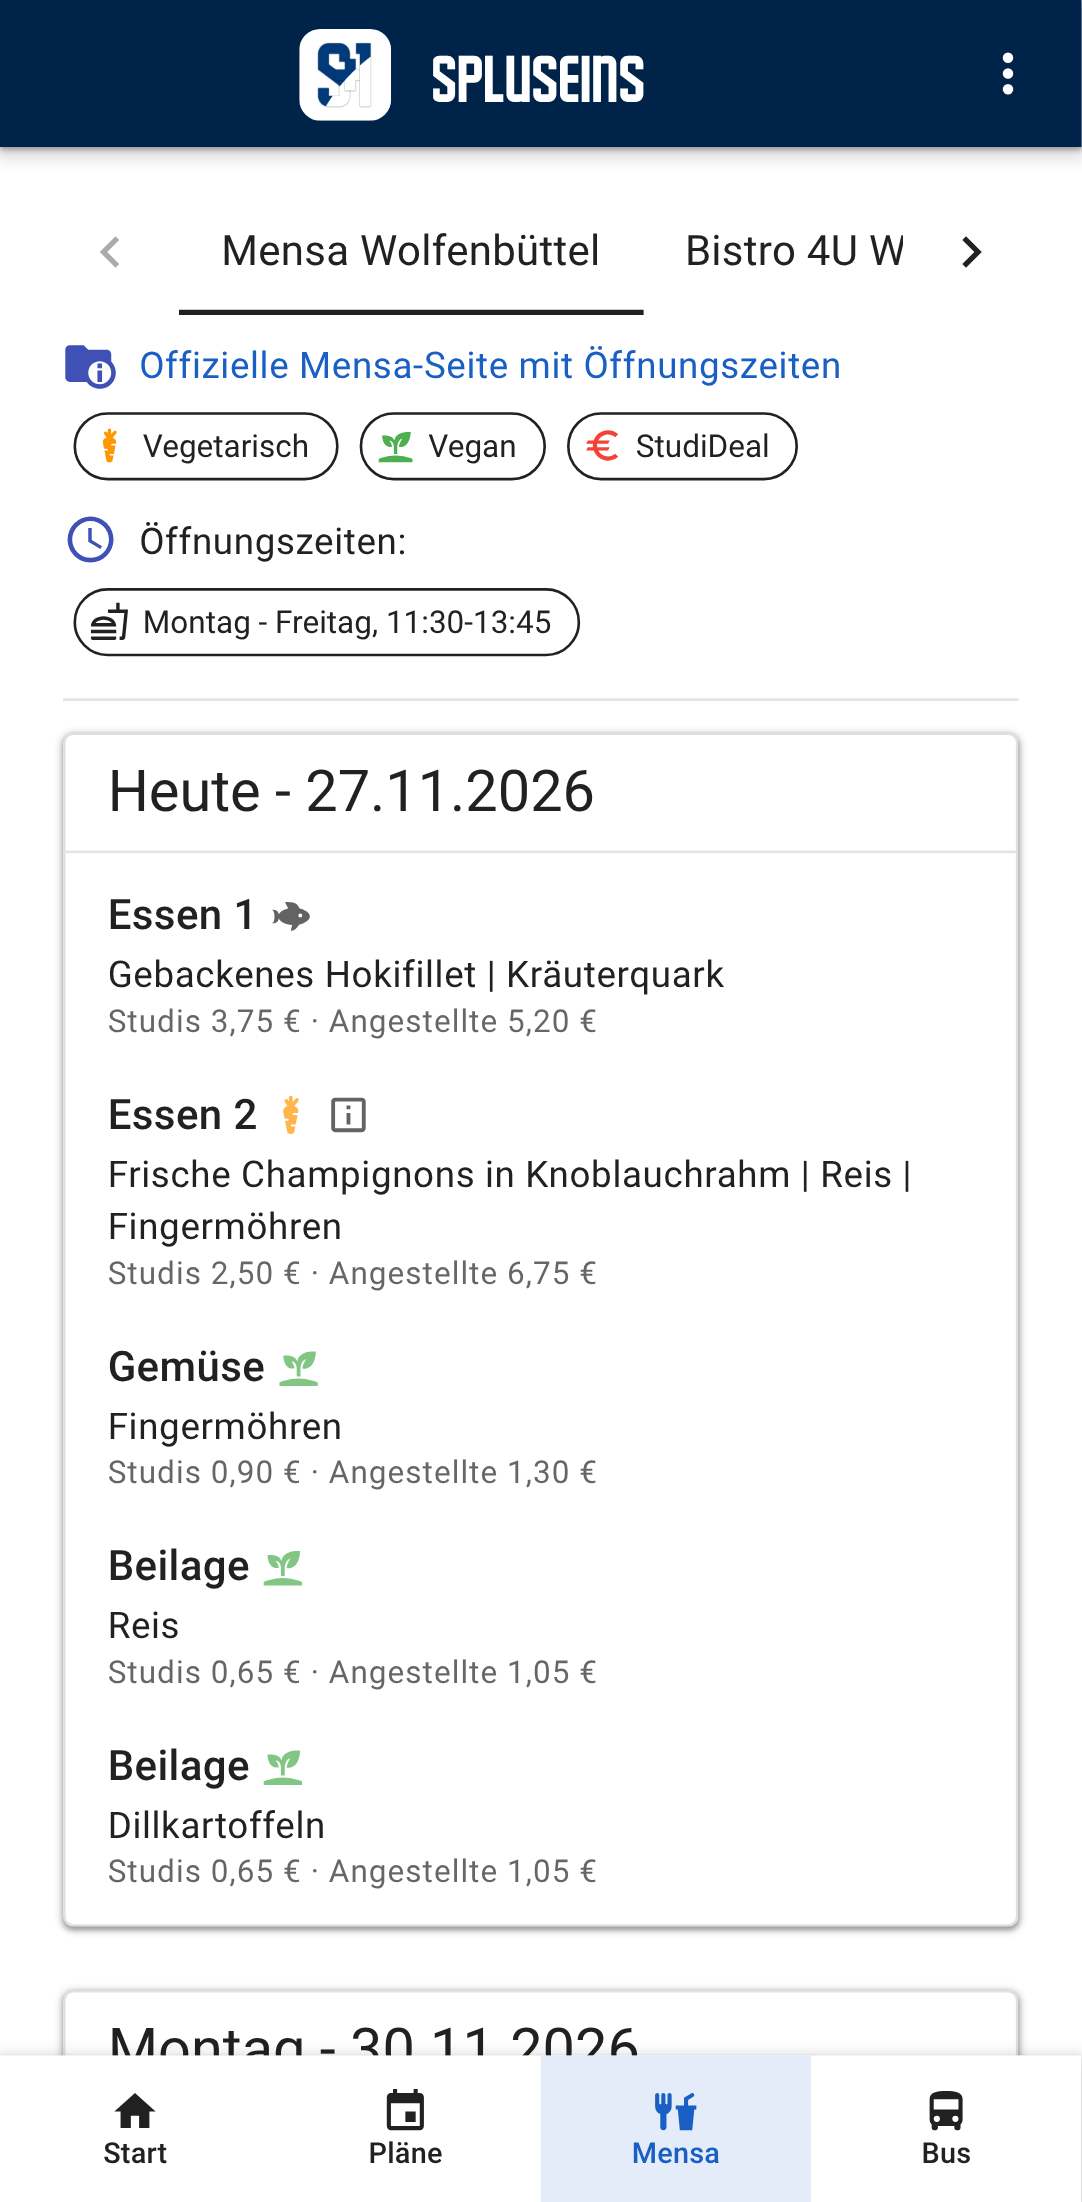 SPLUSEINS
Mensa Wolfenbüttel
Bistro 4U W
Offizielle Mensa-Seite mit Öffnungszeiten
Vegetarisch
Vegan
StudiDeal
Öffnungszeiten:
Montag - Freitag, 11:30-13:45
Heute - 27.11.2026
Essen 1
Gebackenes Hokifillet | Kräuterquark
Studis 3,75 € · Angestellte 5,20 €
Essen 2
Frische Champignons in Knoblauchrahm | Reis |
Fingermöhren
Studis 2,50 € · Angestellte 6,75 €
Gemüse
Fingermöhren
Studis 0,90 € · Angestellte 1,30 €
Beilage
Reis
Studis 0,65 € · Angestellte 1,05 €
Beilage
Dillkartoffeln
Studis 0,65 € · Angestellte 1,05 €
Montag - 30.11.2026
Start
Pläne
Mensa
Bus